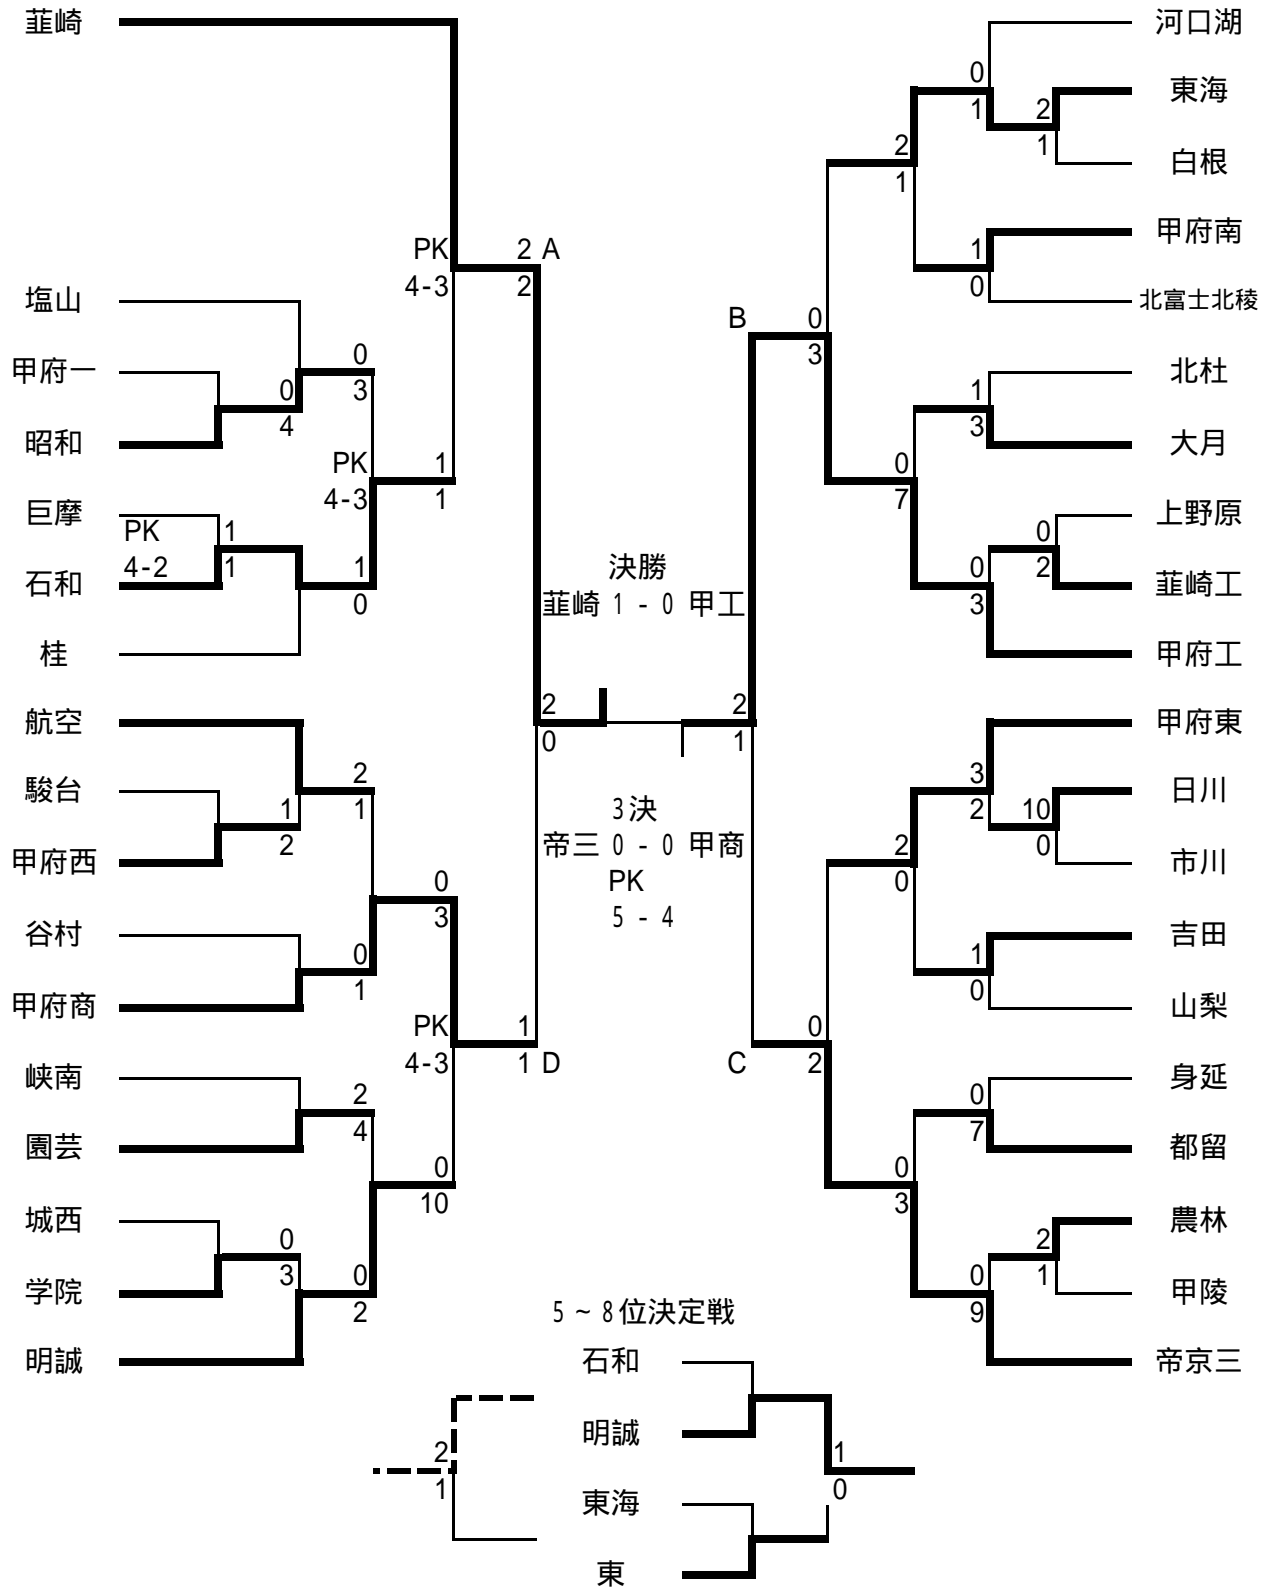 韮崎
PK
4-3
2 A
2
塩山
甲府一
昭和
0
4
0
3
巨摩
PK
4-2
石和
1
1
桂
1
0
PK
4-3
1
1
航空
駿台
甲府西
1
2
2
1
谷村
甲府商
0
1
0
3
峡南
園芸
2
4
城西
学院
明誠
0
3
0
2
0
10
PK
4-3
1
1 D
2
0
決勝
韮崎 1 - 0 甲工
3決
帝三 0 - 0 甲商
PK
5 - 4
河口湖
東海
白根
2
1
0
1
甲府南
北富士北稜
1
0
2
1
北杜
大月
1
3
上野原
韮崎工
甲府工
0
2
0
3
0
7
B
0
3
2
1
甲府東
日川
市川
10
0
3
2
吉田
山梨
1
0
2
0
身延
都留
0
7
農林
甲陵
帝京三
2
1
0
9
0
3
C
0
2
5~8位決定戦
石和
明誠
東海
東
1
0
2
1